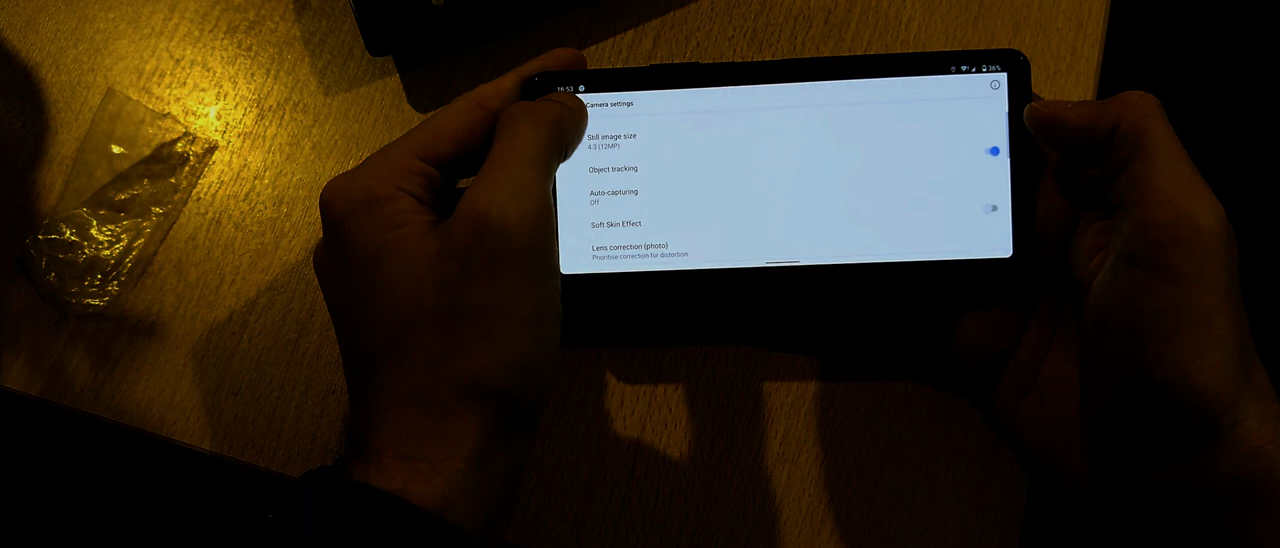 16:53
36%
Camera settings
Still image size
4:3 (12MP)
Object tracking
Auto-capturing
Off
Soft Skin Effect
Lens correction (photo)
Prioritise correction for distortion